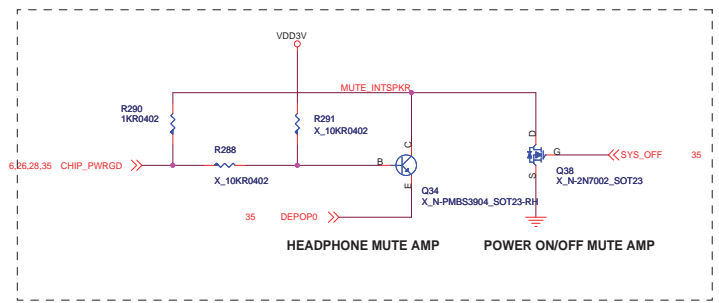 VDD3V
MUTE_INTSPKR
R290
1KR0402
R291
X_10KR0402
R288
X_10KR0402
6,26,28,35 CHIP_PWRGD
B
C
E
Q34
X_N-PMBS3904_SOT23-RH
D
G
S
SYS_OFF 35
Q38
X_N-2N7002_SOT23
35 DEPOP0
HEADPHONE MUTE AMP
POWER ON/OFF MUTE AMP